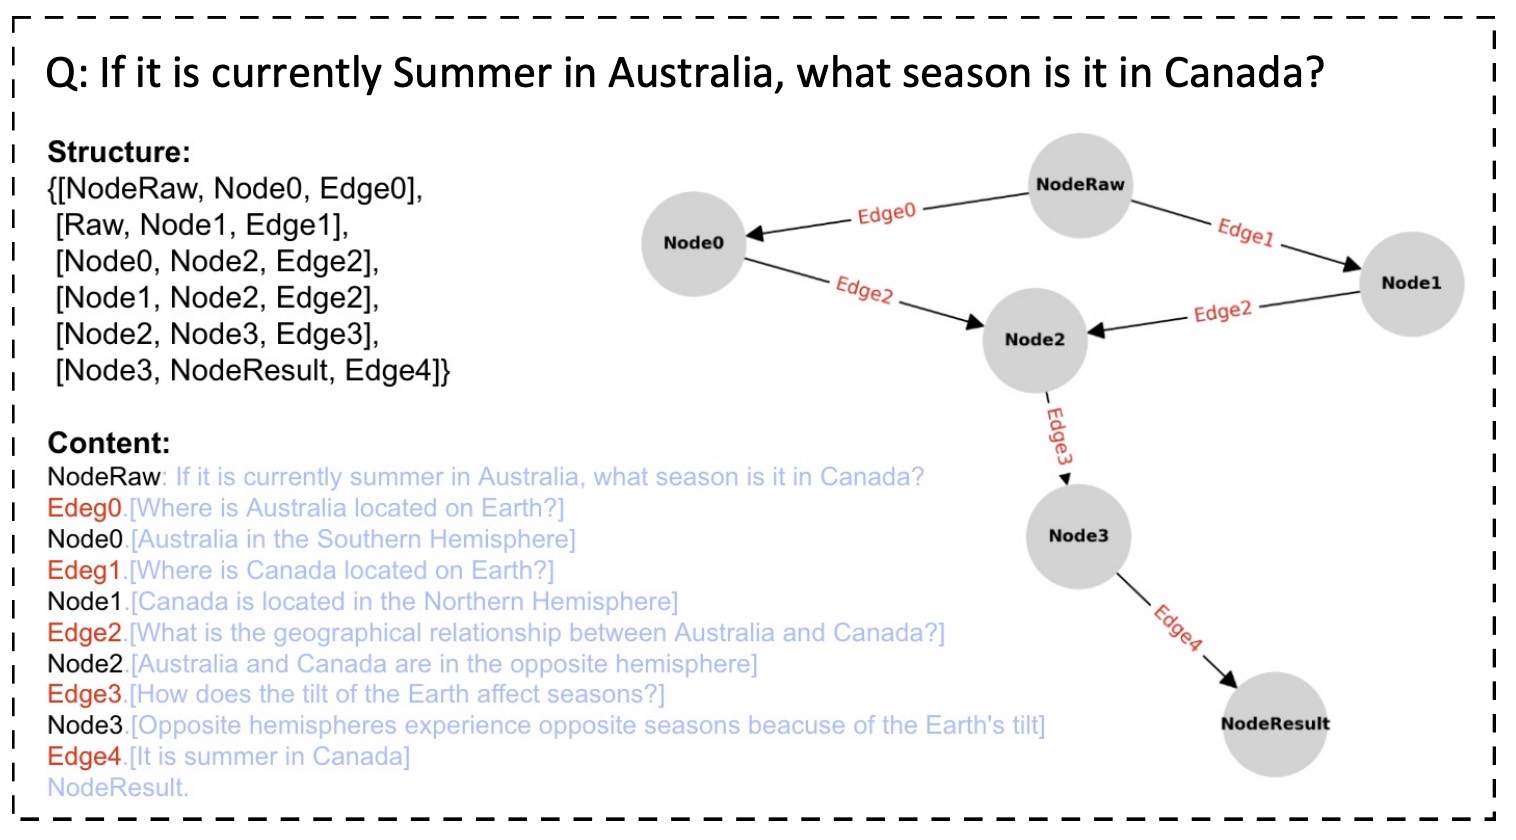 Q: If it is currently Summer in Australia, what season is it in Canada?
Structure:
{[NodeRaw, Node0, Edge0],
[Raw, Node1, Edge1],
[Node0, Node2, Edge2],
[Node1, Node2, Edge2],
[Node2, Node3, Edge3],
[Node3, NodeResult, Edge4]}
Content:
NodeRaw: If it is currently summer in Australia, what season is it in Canada?
Edeg0.[Where is Australia located on Earth?]
Node0.[Australia in the Southern Hemisphere]
Edeg1.[Where is Canada located on Earth?]
Node1.[Canada is located in the Northern Hemisphere]
Edge2.[What is the geographical relationship between Australia and Canada?]
Node2.[Australia and Canada are in the opposite hemisphere]
Edge3.[How does the tilt of the Earth affect seasons?]
Node3.[Opposite hemispheres experience opposite seasons beacuse of the Earth's tilt]
Edge4.[It is summer in Canada]
NodeResult.
NodeRaw
Edge0
Edge1
Node0
Node1
Edge2
Edge2
Node2
Edge3
Node3
Edge4
NodeResult